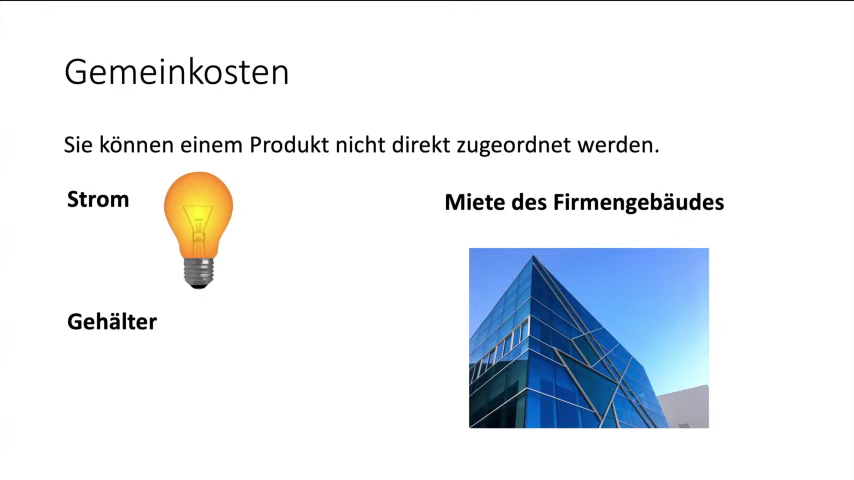 Gemeinkosten
Sie können einem Produkt nicht direkt zugeordnet werden.
Strom
Miete des Firmengebäudes
Gehälter